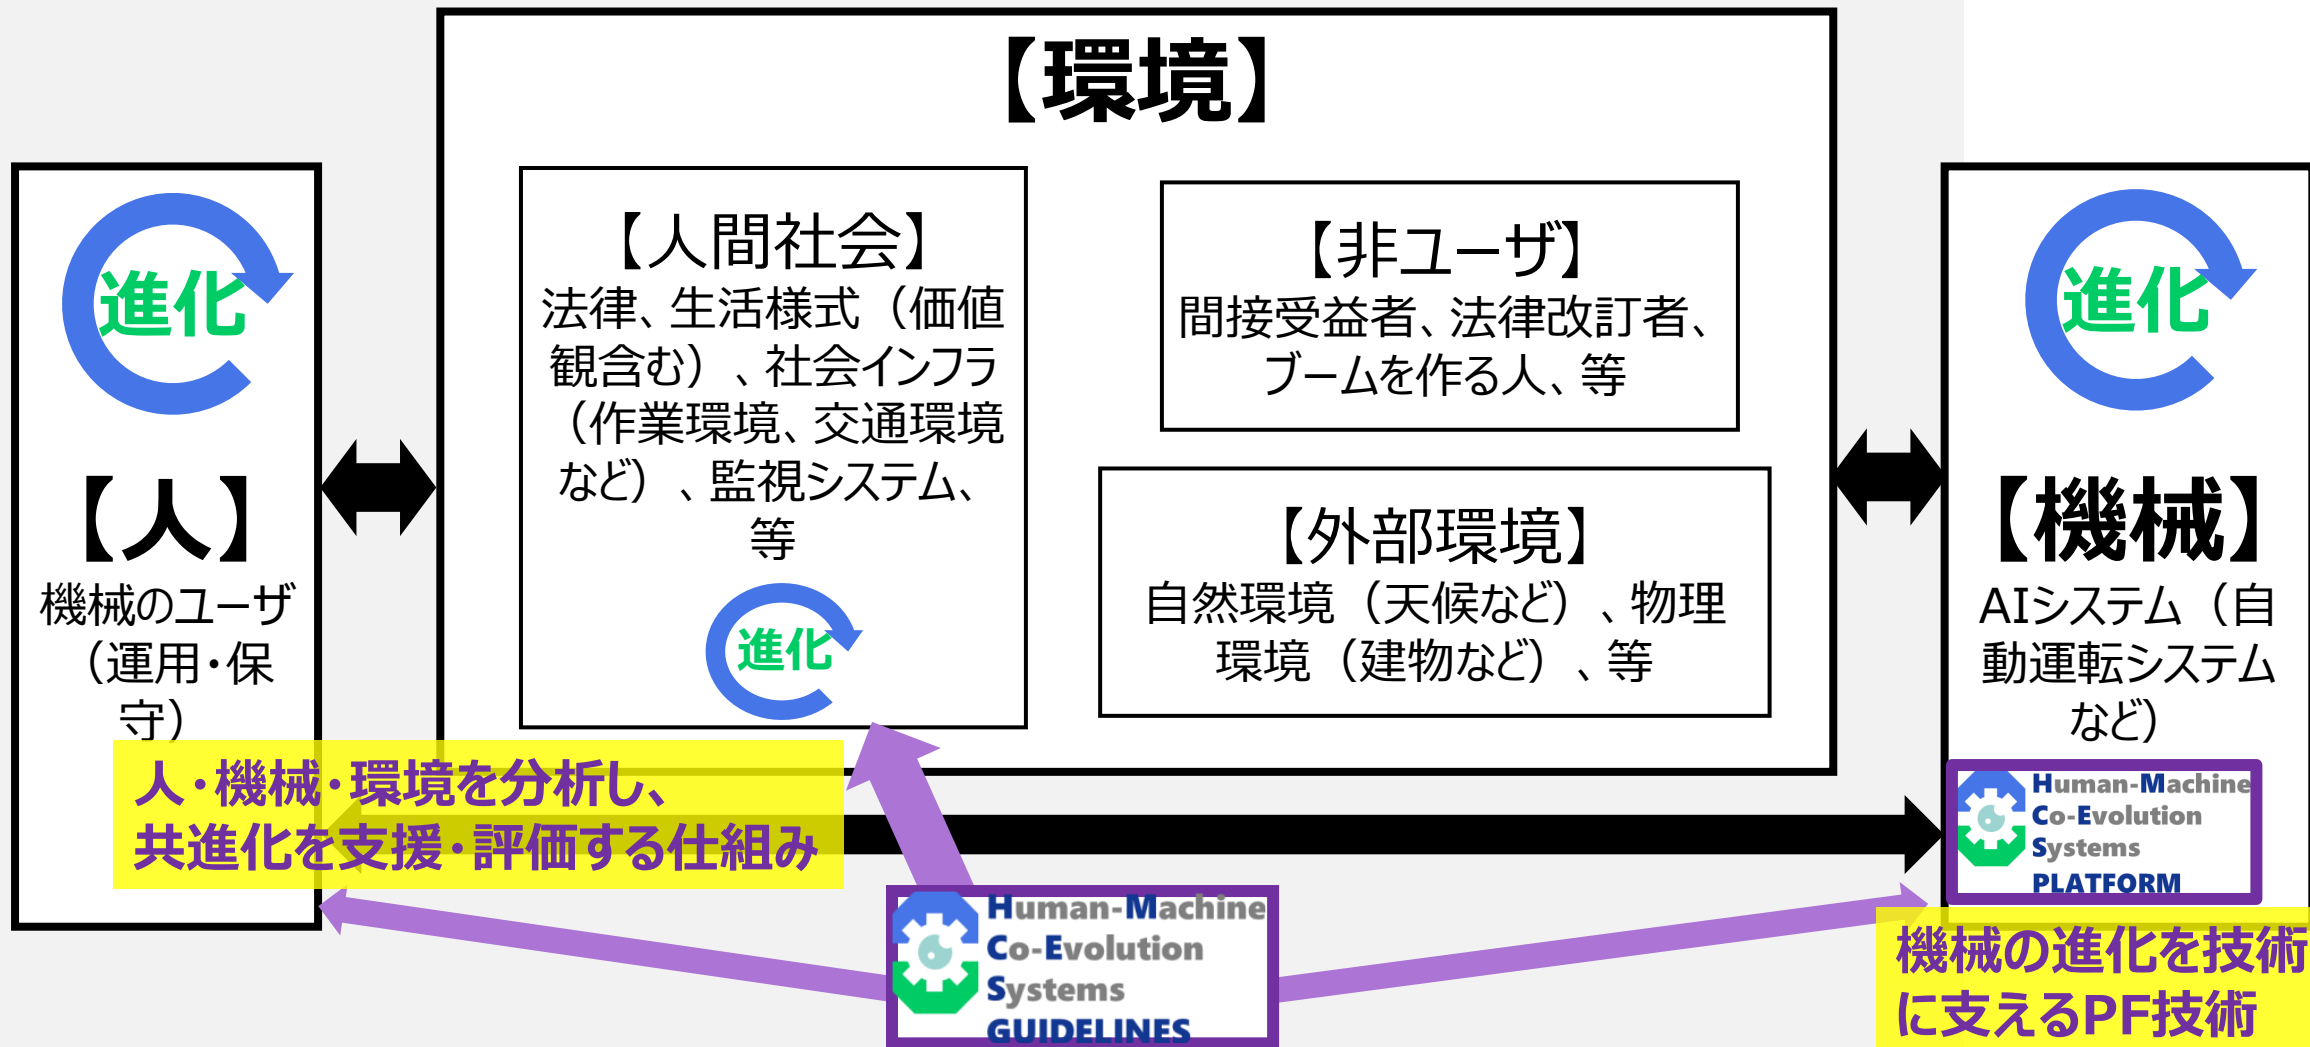 【環境】
【人間社会】
法律、生活様式（価値
観含む）、社会インフラ
（作業環境、交通環境
など）、監視システム、
等
進化
【非ユーザ】
間接受益者、法律改訂者、
ブームを作る人、等
【外部環境】
自然環境（天候など）、物理
環境（建物など）、等
進化
【人】
機械のユーザ
（運用・保
守）
進化
【機械】
AIシステム（自
動運転システム
など）
Human-Machine
Co-Evolution
Systems
PLATFORM
人・機械・環境を分析し、
共進化を支援・評価する仕組み
Human-Machine
Co-Evolution
Systems
GUIDELINES
機械の進化を技術
に支えるPF技術